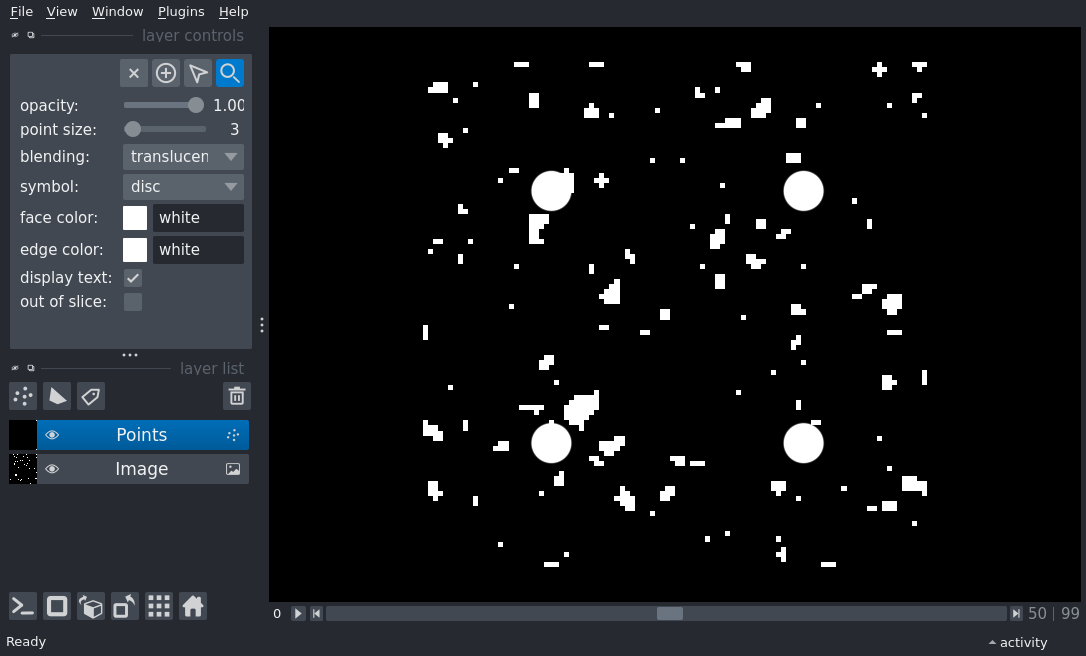 File View Window Plugins Help
layer controls
opacity: 1.00
point size: 3
blending: translucen
symbol: disc
face color: white
edge color: white
display text:
out of slice:
layer list
Points
Image
0 50 | 99
Ready activity